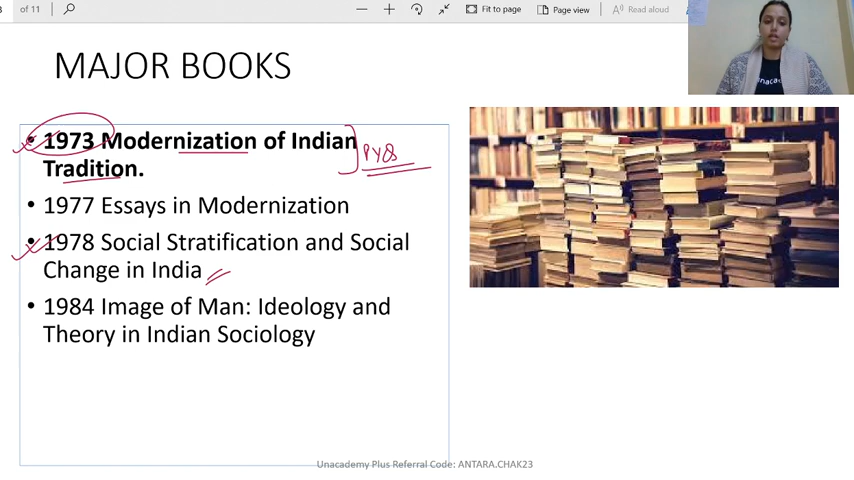 of 11
Fit to page
Page view
Read aloud
MAJOR BOOKS
• 1973 Modernization of Indian
Tradition.
PYQ
• 1977 Essays in Modernization
• 1978 Social Stratification and Social
Change in India
• 1984 Image of Man: Ideology and
Theory in Indian Sociology
Unacademy Plus Referral Code: ANTARA.CHAK23